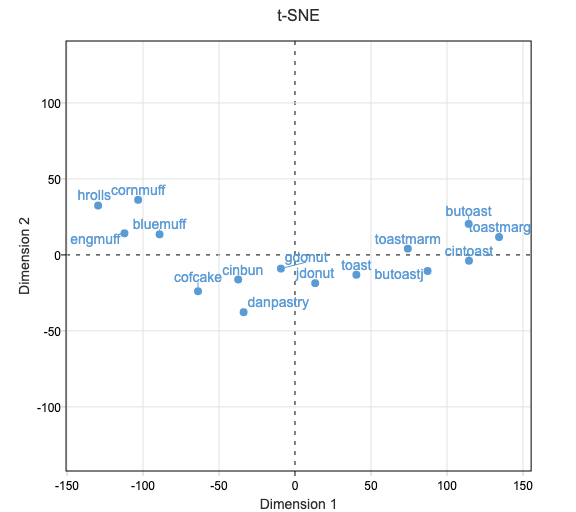 t-SNE
Dimension 2
100
50
0
-50
-100
hrolls
cornmuff
engmuff
bluemuff
cofcake
cinbun
danpastry
gdonut
jdonut
toast
toastmarm
butoastj
butoast
toastmarg
cintoast
-150
-100
-50
0
50
100
150
Dimension 1